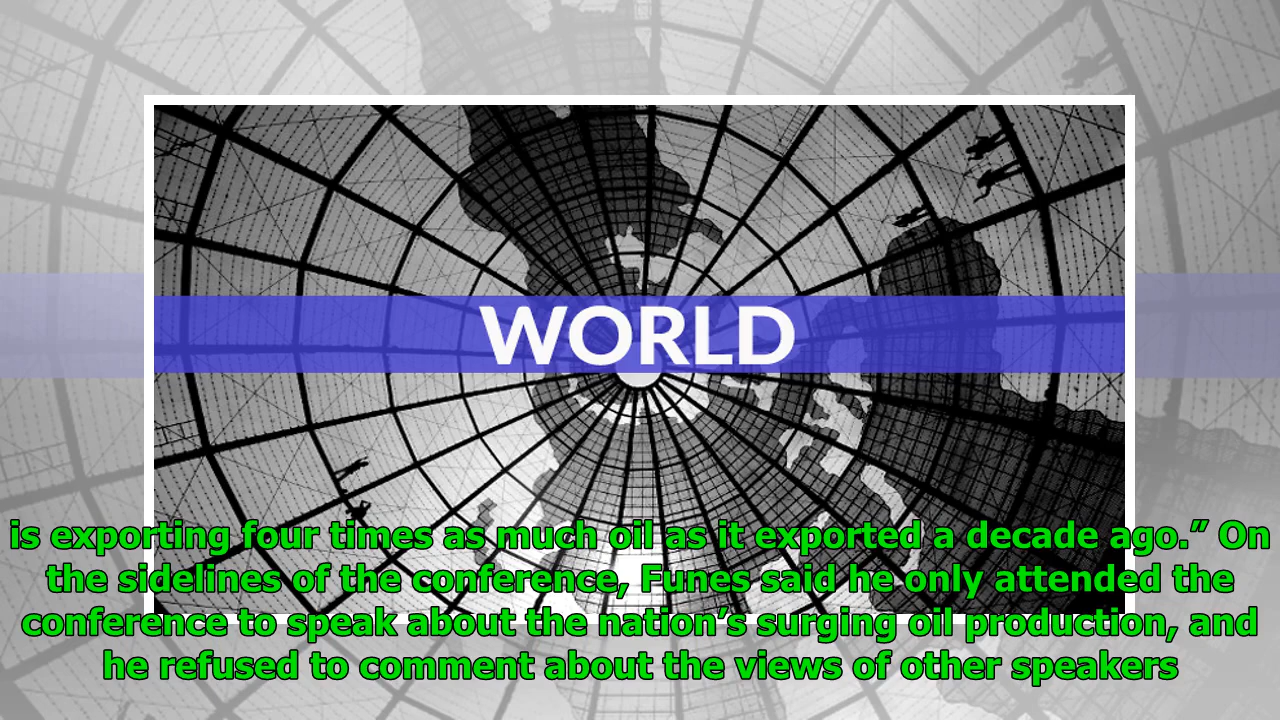 WORLD
is exporting four times as much oil as it exported a decade ago.” On
the sidelines of the conference, Funes said he only attended the
conference to speak about the nation’s surging oil production, and
he refused to comment about the views of other speakers